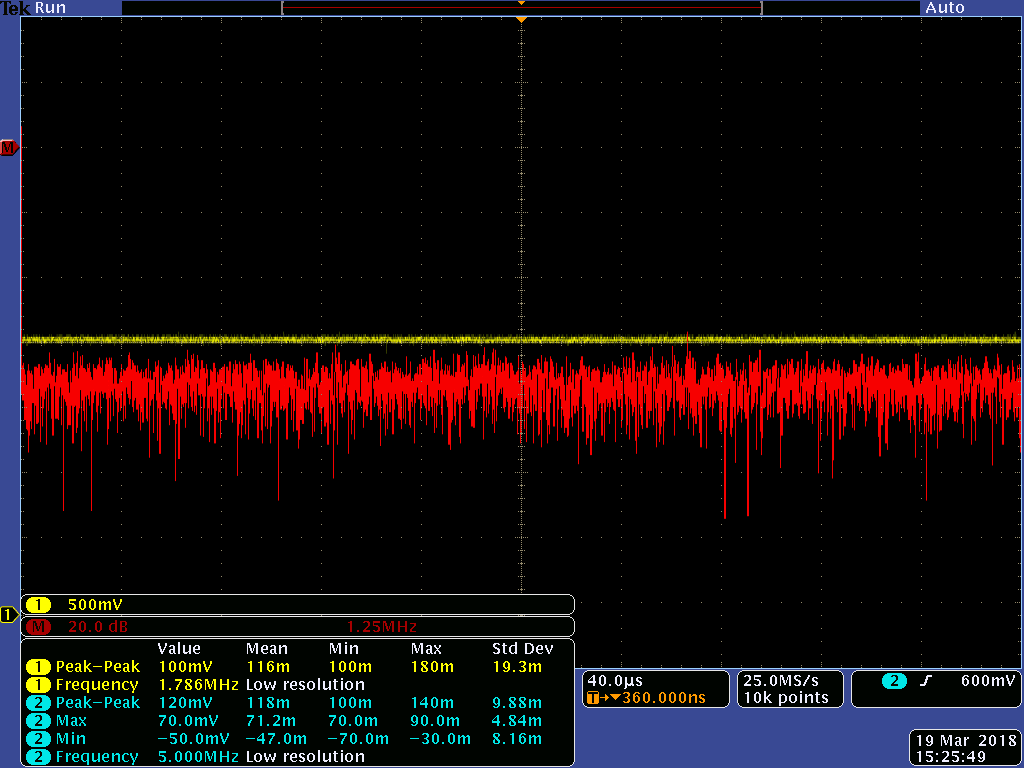 Tek Run Auto
M
1
1 500mV
M 20.0 dB 1.25MHz
Value Mean Min Max Std Dev
1 Peak−Peak 100mV 116m 100m 180m 19.3m
1 Frequency 1.786MHz Low resolution
2 Peak−Peak 120mV 118m 100m 140m 9.88m
2 Max 70.0mV 71.2m 70.0m 90.0m 4.84m
2 Min −50.0mV −47.0m −70.0m −30.0m 8.16m
2 Frequency 5.000MHz Low resolution
40.0µs
T→▼360.000ns
25.0MS/s
10k points
2 ƒ 600mV
19 Mar 2018
15:25:49